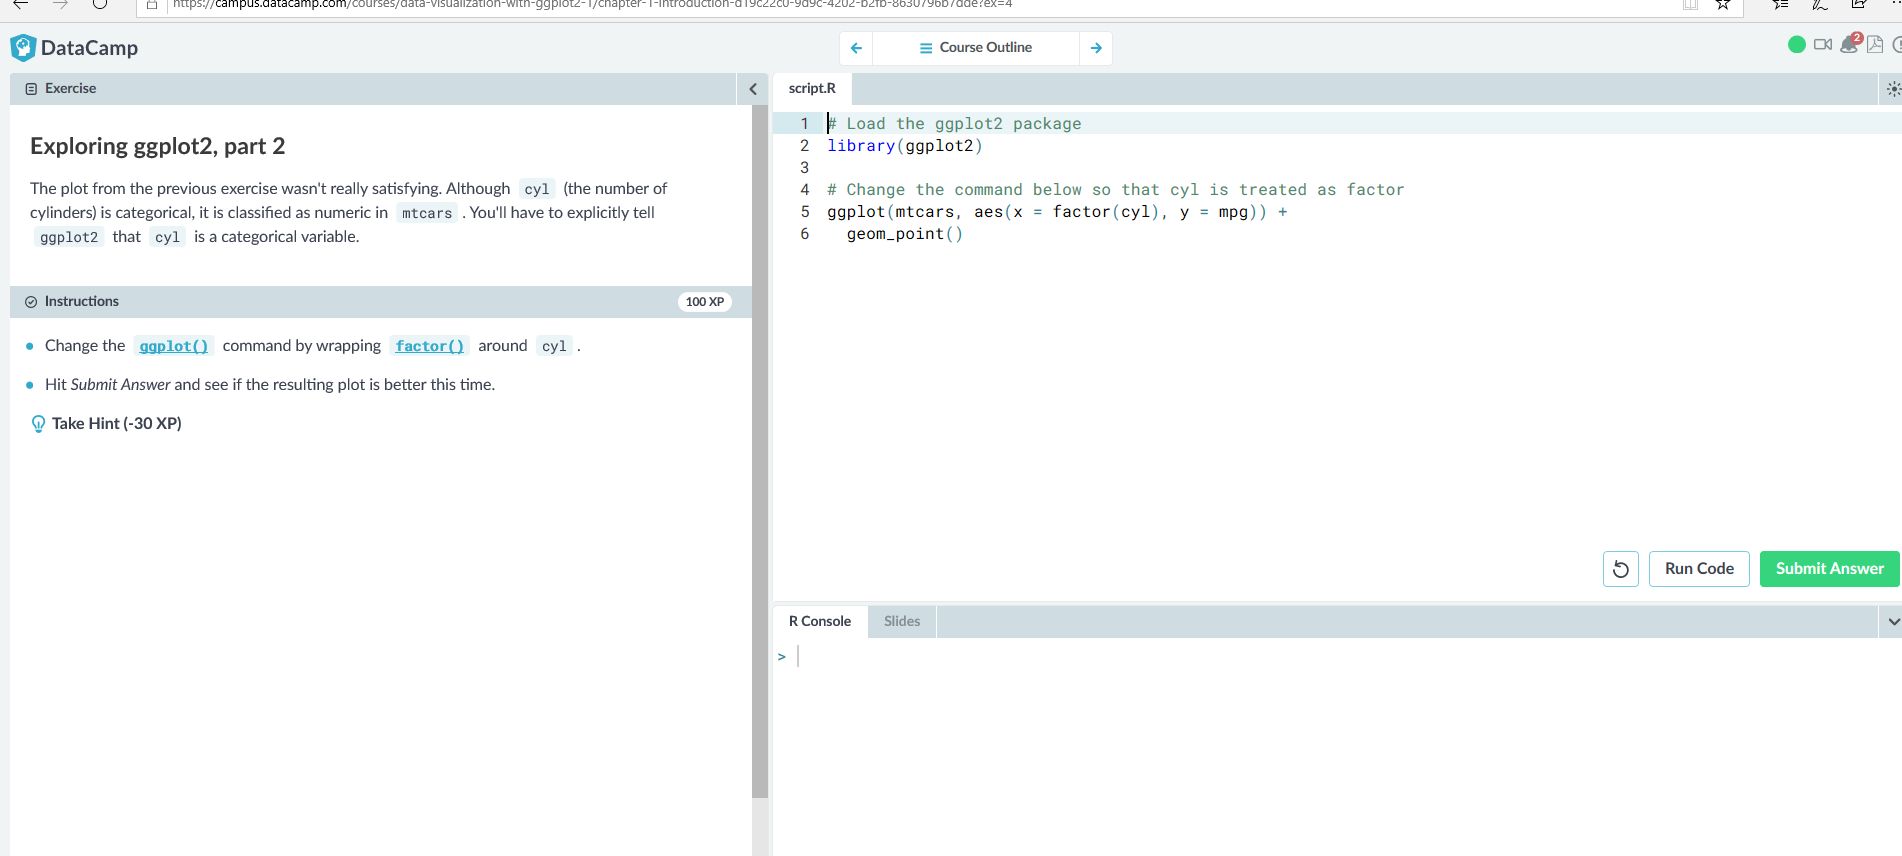 https://campus.datacamp.com/courses/data-visualization-with-ggplot2-1/chapter-1-introduction-d19c22c0-9d9c-4202-b2fb-8630796b7dde?ex=4
DataCamp
Course Outline
2
Exercise
script.R
Exploring ggplot2, part 2
The plot from the previous exercise wasn't really satisfying. Although cyl (the number of
cylinders) is categorical, it is classified as numeric in mtcars . You'll have to explicitly tell
ggplot2 that cyl is a categorical variable.
Instructions
100 XP
Change the ggplot() command by wrapping factor() around cyl .
Hit Submit Answer and see if the resulting plot is better this time.
Take Hint (-30 XP)
1 # Load the ggplot2 package
2 library(ggplot2)
3
4 # Change the command below so that cyl is treated as factor
5 ggplot(mtcars, aes(x = factor(cyl), y = mpg)) +
6 geom_point()
Run Code
Submit Answer
R Console
Slides
>